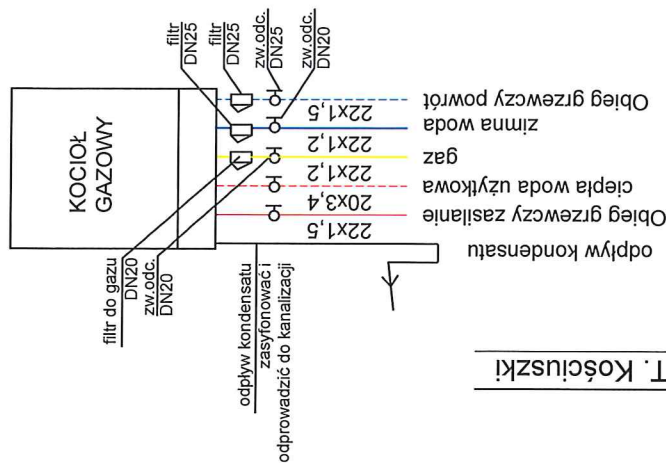 KOCIOŁ
GAZOWY
filtr
DN25
filtr
DN25
zw.odc.
DN25
zw.odc.
DN20
filtr do gazu
DN20
zw.odc.
DN20
odpływ kondensatu
zasyfonować i
odprowadzić do kanalizacji
22x1,5
22x1,2
22x1,2
20x3,4
22x1,5
Obieg grzewczy powrót
zimna woda
gaz
ciepła woda użytkowa
Obieg grzewczy zasilanie
odpływ kondensatu
T. Kościuszki